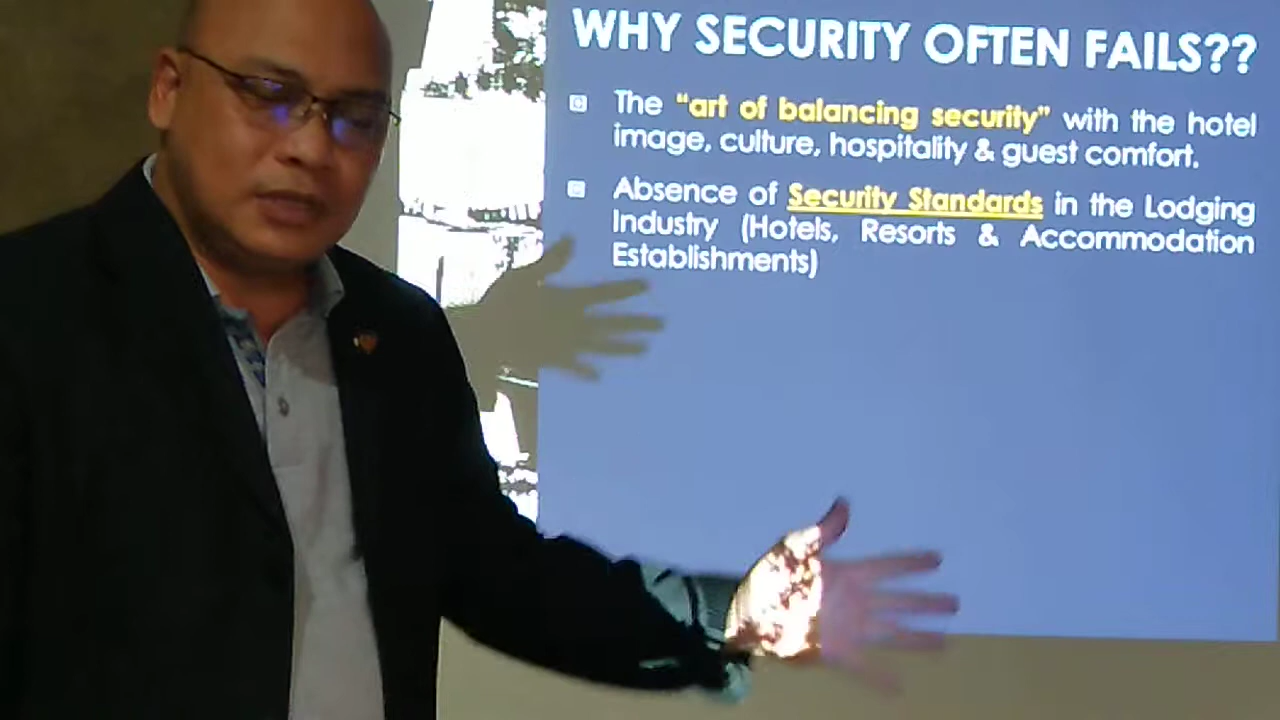 WHY SECURITY OFTEN FAILS??
The "art of balancing security" with the hotel
image, culture, hospitality & guest comfort.
Absence of Security Standards in the Lodging
Industry (Hotels, Resorts & Accommodation
Establishments)